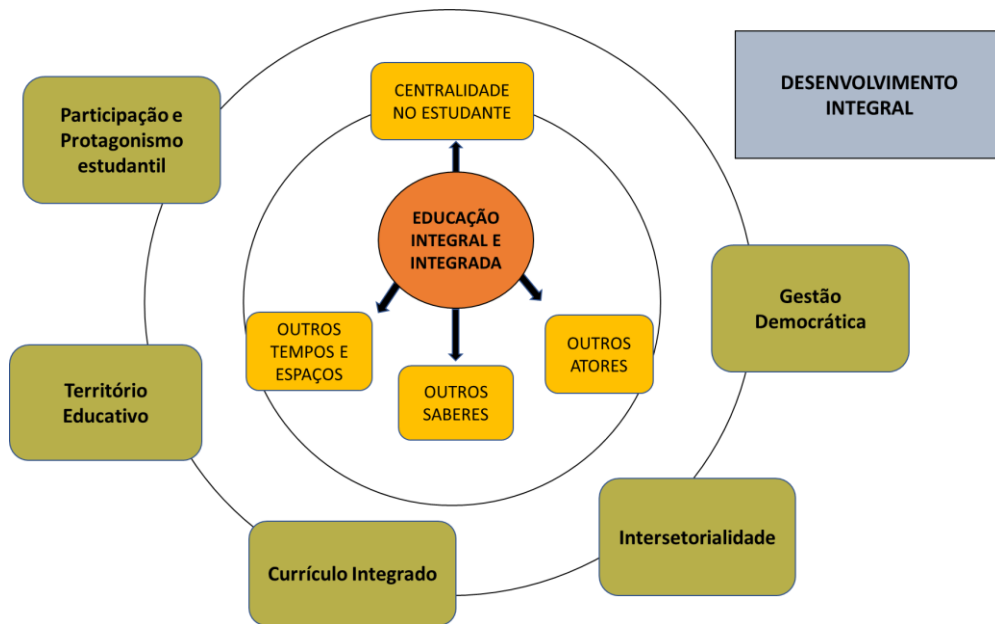 CENTRALIDADE
NO ESTUDANTE
DESENVOLVIMENTO
INTEGRAL
Participação e
Protagonismo
estudantil
EDUCAÇÃO
INTEGRAL E
INTEGRADA
Gestão
Democrática
OUTROS
TEMPOS E
ESPAÇOS
OUTROS
ATORES
OUTROS
SABERES
Território
Educativo
Intersetorialidade
Currículo Integrado